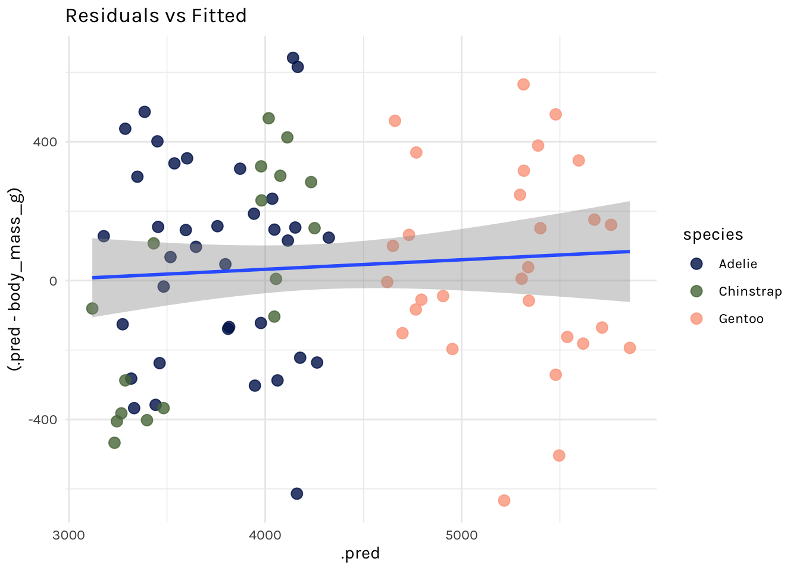 Residuals vs Fitted
(.pred - body_mass_g)
400
0
-400
3000
4000
5000
.pred
species
Adelie
Chinstrap
Gentoo